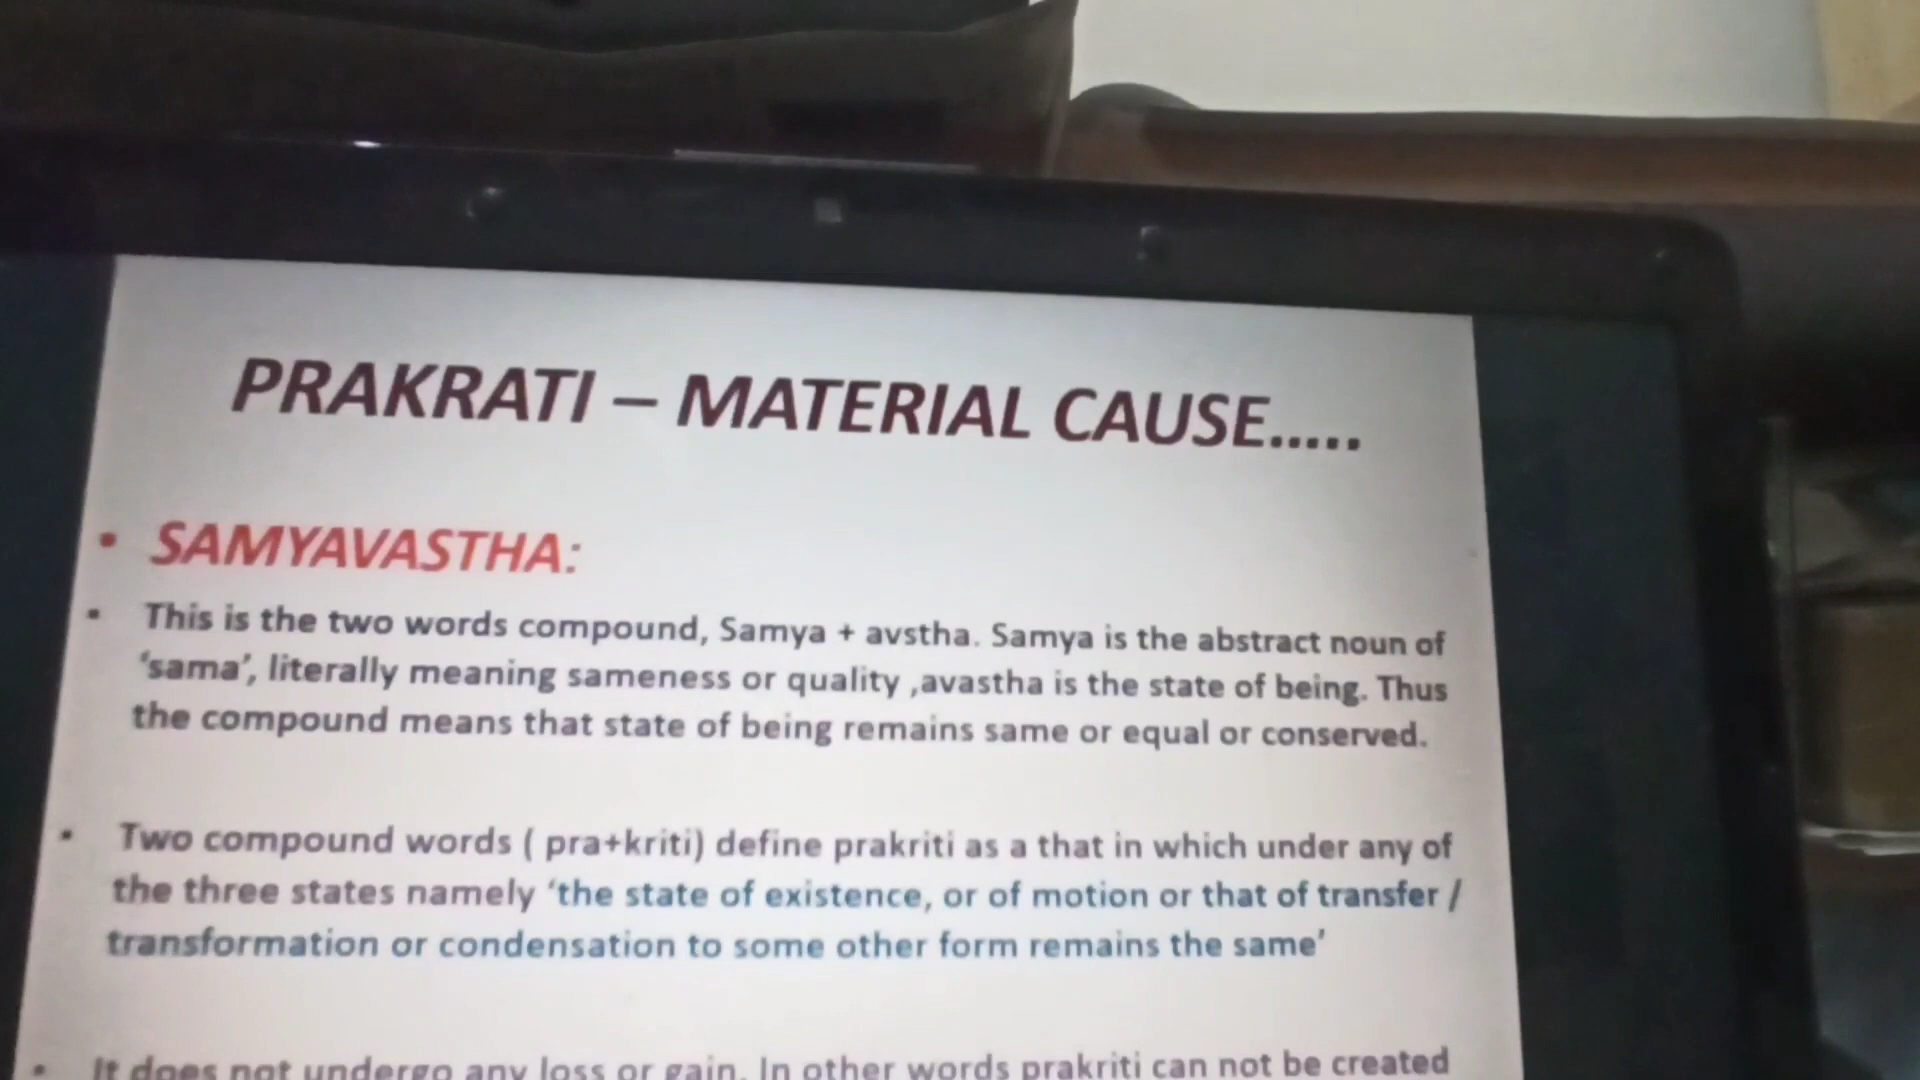 PRAKRATI – MATERIAL CAUSE.....
• SAMYAVASTHA:
▪ This is the two words compound, Samya + avstha. Samya is the abstract noun of
‘sama’, literally meaning sameness or quality ,avastha is the state of being. Thus
the compound means that state of being remains same or equal or conserved.
▪ Two compound words ( pra+kriti) define prakriti as a that in which under any of
the three states namely ‘the state of existence, or of motion or that of transfer /
transformation or condensation to some other form remains the same’
▪ It does not undergo any loss or gain. In other words prakriti can not be created